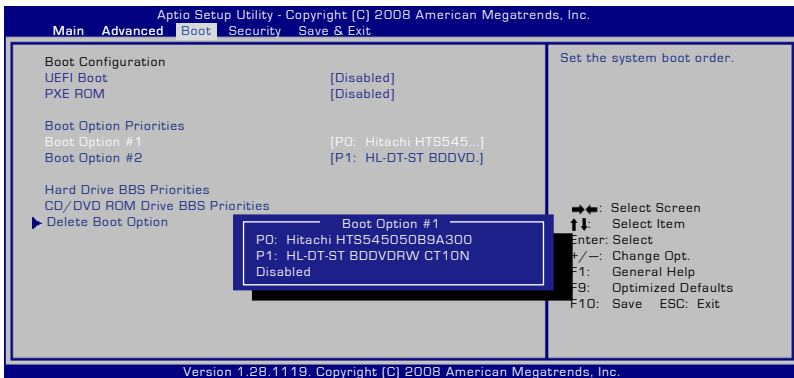 Aptio Setup Utility - Copyright (C) 2008 American Megatrends, Inc.
Main Advanced Boot Security Save & Exit
Boot Configuration
UEFI Boot [Disabled]
PXE ROM [Disabled]
Boot Option Priorities
Boot Option #1 [P0: Hitachi HTS545...]
Boot Option #2 [P1: HL-DT-ST BDDVD.]
Hard Drive BBS Priorities
CD/DVD ROM Drive BBS Priorities
Delete Boot Option
Boot Option #1
P0: Hitachi HTS545050B9A300
P1: HL-DT-ST BDDVDRW CT10N
Disabled
Set the system boot order.
→←: Select Screen
↑↓: Select Item
Enter: Select
+/—: Change Opt.
F1: General Help
F9: Optimized Defaults
F10: Save ESC: Exit
Version 1.28.1119. Copyright (C) 2008 American Megatrends, Inc.